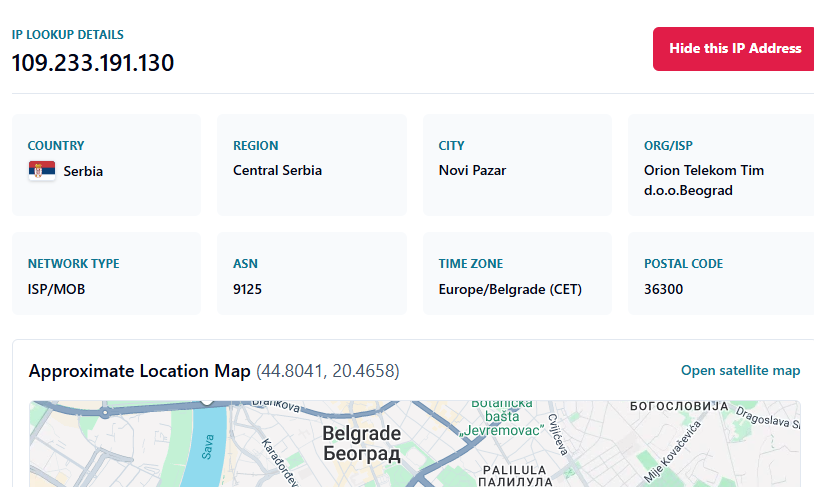 IP LOOKUP DETAILS
109.233.191.130
Hide this IP Address
COUNTRY
Serbia
REGION
Central Serbia
CITY
Novi Pazar
ORG/ISP
Orion Telekom Tim
d.o.o.Beograd
NETWORK TYPE
ISP/MOB
ASN
9125
TIME ZONE
Europe/Belgrade (CET)
POSTAL CODE
36300
Approximate Location Map (44.8041, 20.4658)
Open satellite map
Brankova
Sava
Karađorđev
Belgrade
Београд
Botanička
bašta
„Jevremovac”
Cvijićeva
PALILULA
ПАЛИЛУЛА
БОГОСЛОВИЈА
Dragoslava S
Mije Kovačevića